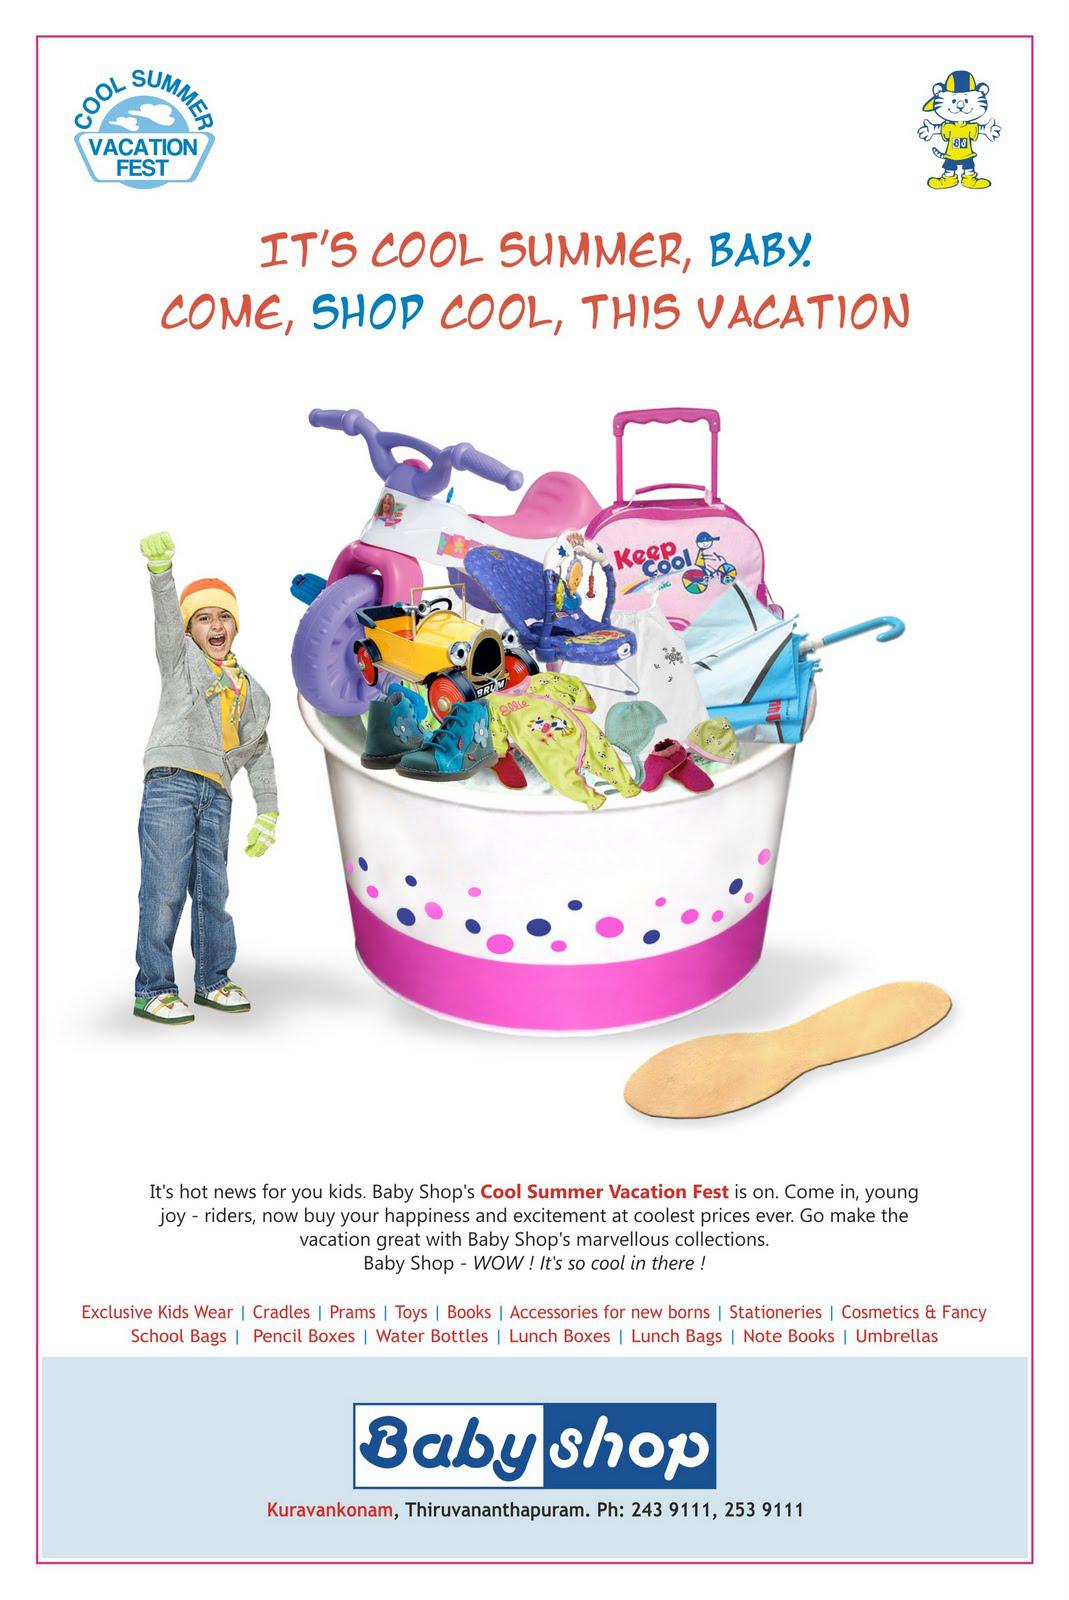 COOL SUMMER
VACATION
FEST
IT'S COOL SUMMER, BABY.
COME, SHOP COOL, THIS VACATION
Keep
Cool
BRUM
Ellie
It's hot news for you kids. Baby Shop's Cool Summer Vacation Fest is on. Come in, young
joy - riders, now buy your happiness and excitement at coolest prices ever. Go make the
vacation great with Baby Shop's marvellous collections.
Baby Shop - WOW ! It's so cool in there !
Exclusive Kids Wear | Cradles | Prams | Toys | Books | Accessories for new borns | Stationeries | Cosmetics & Fancy
School Bags | Pencil Boxes | Water Bottles | Lunch Boxes | Lunch Bags | Note Books | Umbrellas
Baby shop
Kuravankonam, Thiruvananthapuram. Ph: 243 9111, 253 9111